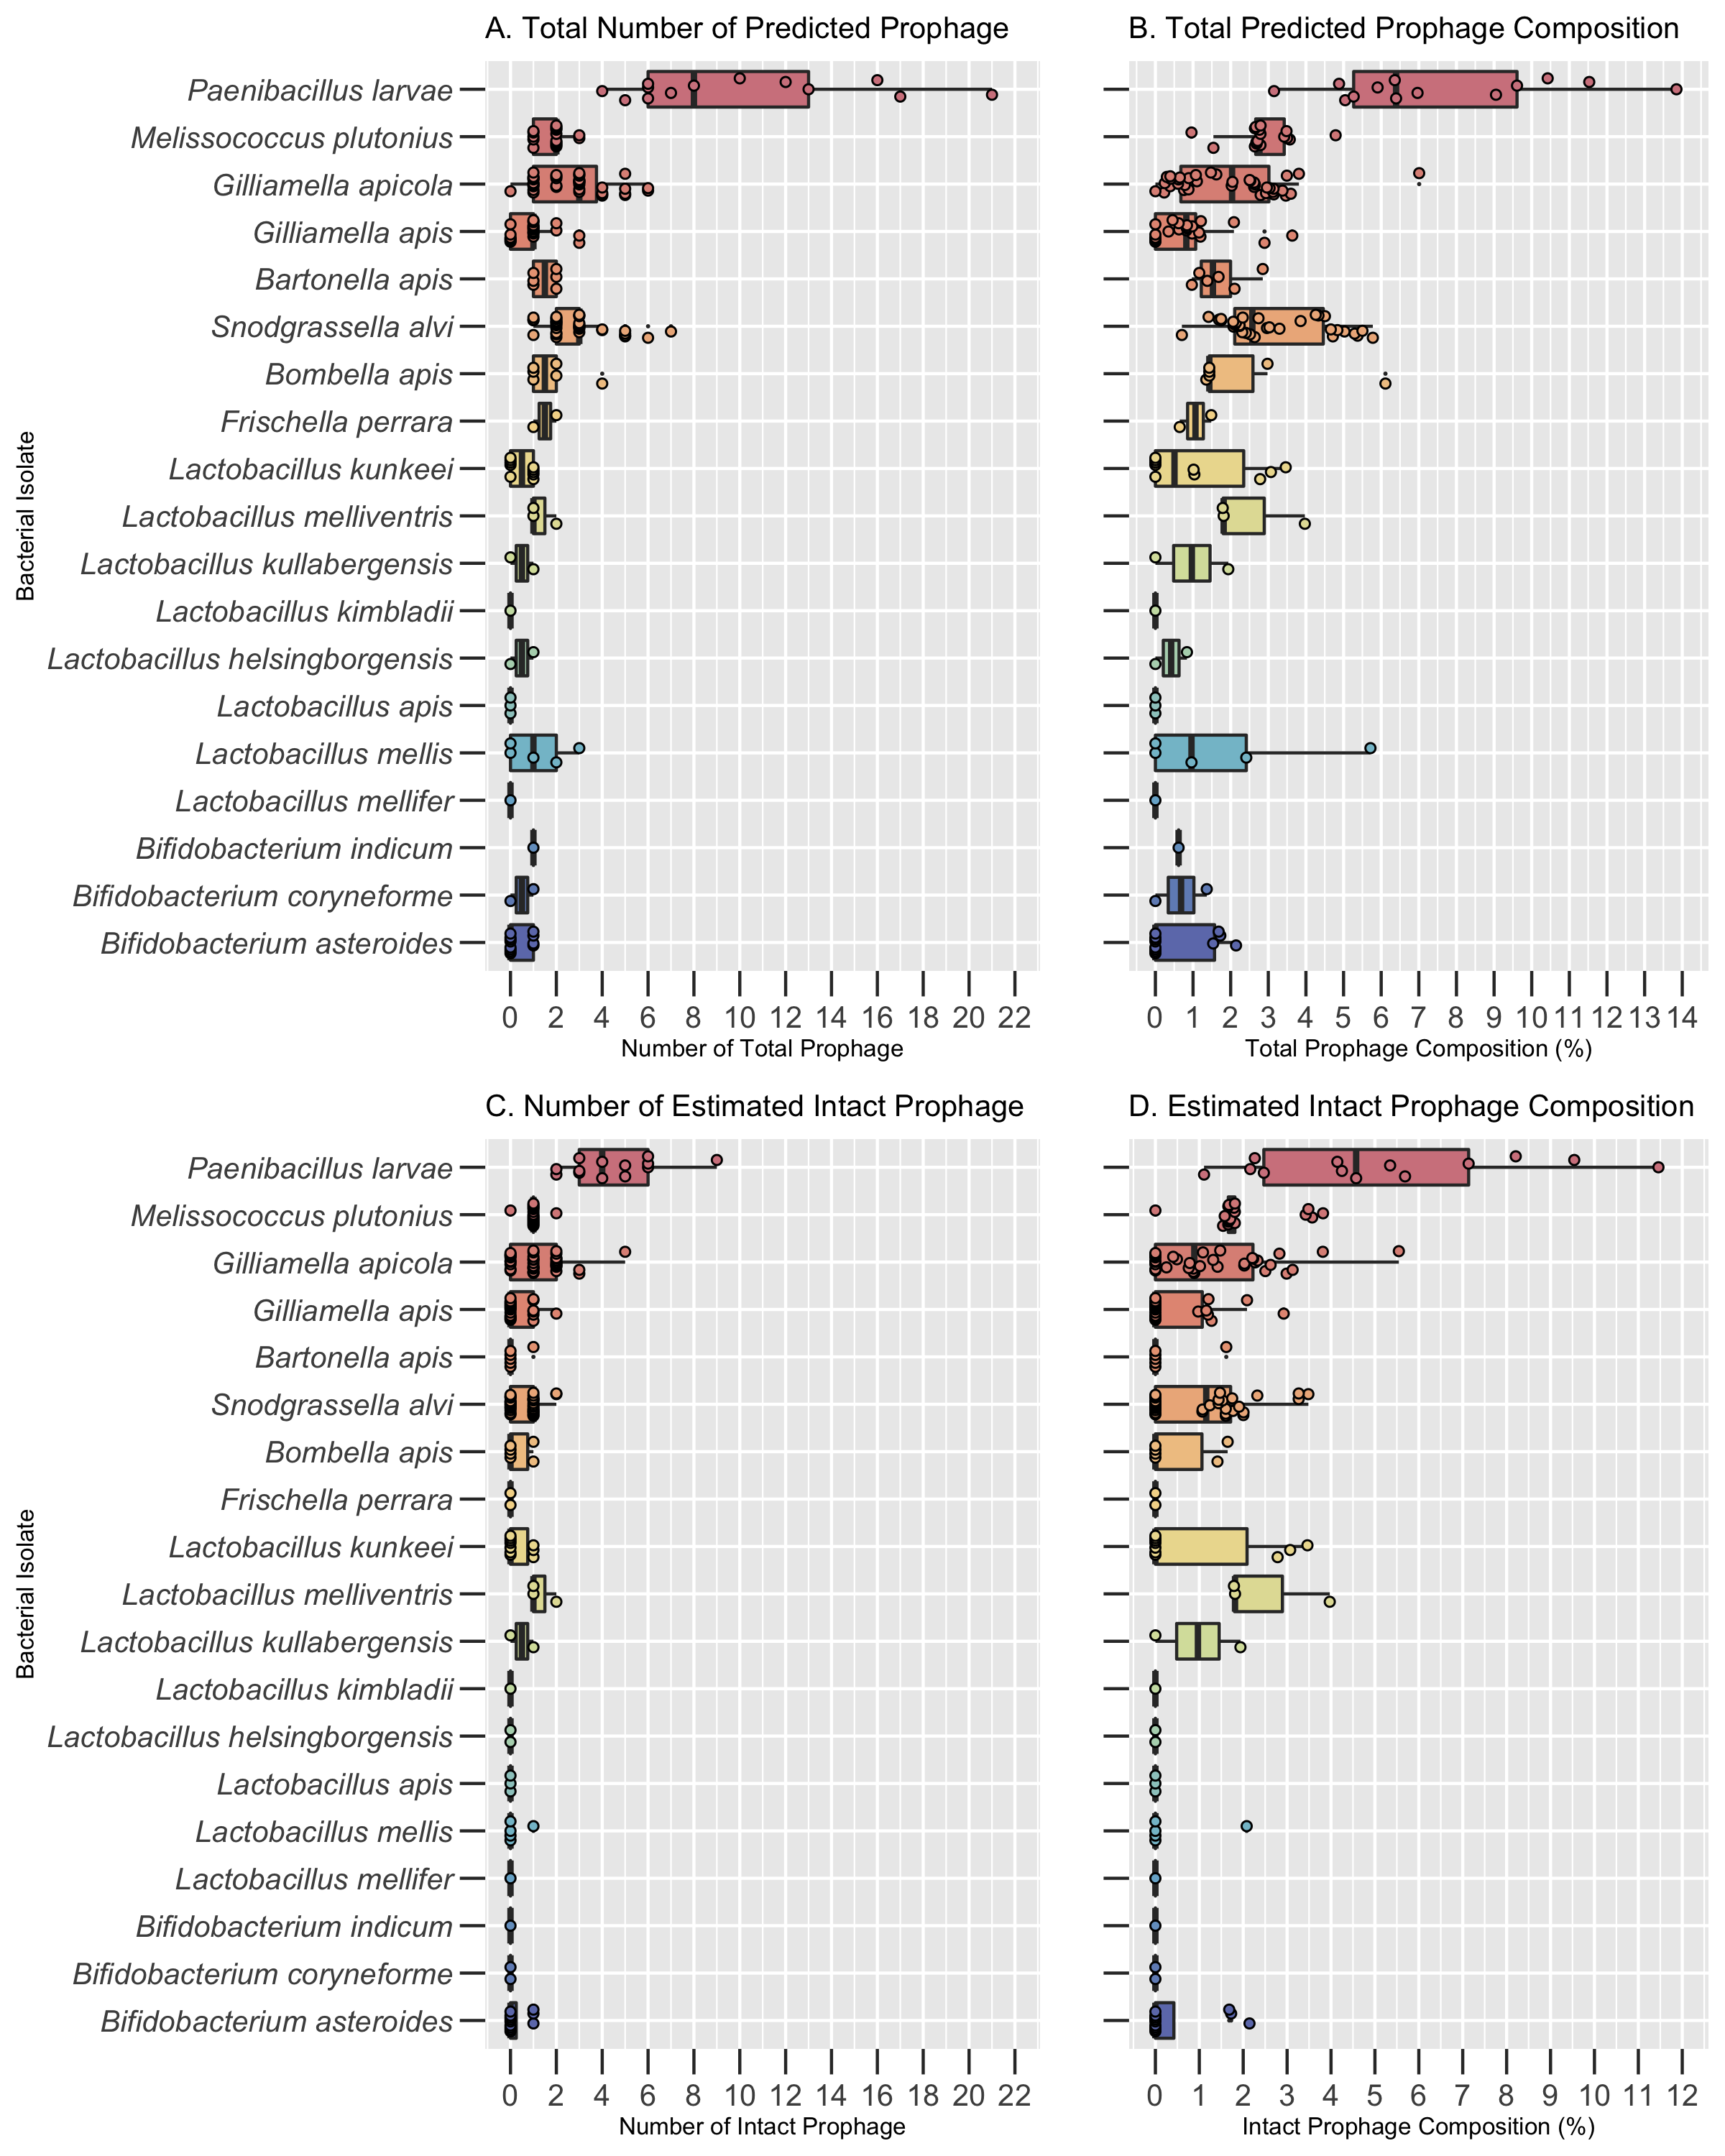 A. Total Number of Predicted Prophage
B. Total Predicted Prophage Composition
Bacterial Isolate
Paenibacillus larvae
Melissococcus plutonius
Gilliamella apicola
Gilliamella apis
Bartonella apis
Snodgrassella alvi
Bombella apis
Frischella perrara
Lactobacillus kunkeei
Lactobacillus melliventris
Lactobacillus kullabergensis
Lactobacillus kimbladii
Lactobacillus helsingborgensis
Lactobacillus apis
Lactobacillus mellis
Lactobacillus mellifer
Bifidobacterium indicum
Bifidobacterium coryneforme
Bifidobacterium asteroides
0 2 4 6 8 10 12 14 16 18 20 22
0 1 2 3 4 5 6 7 8 9 10 11 12 13 14
Number of Total Prophage
Total Prophage Composition (%)
C. Number of Estimated Intact Prophage
D. Estimated Intact Prophage Composition
Bacterial Isolate
Paenibacillus larvae
Melissococcus plutonius
Gilliamella apicola
Gilliamella apis
Bartonella apis
Snodgrassella alvi
Bombella apis
Frischella perrara
Lactobacillus kunkeei
Lactobacillus melliventris
Lactobacillus kullabergensis
Lactobacillus kimbladii
Lactobacillus helsingborgensis
Lactobacillus apis
Lactobacillus mellis
Lactobacillus mellifer
Bifidobacterium indicum
Bifidobacterium coryneforme
Bifidobacterium asteroides
0 2 4 6 8 10 12 14 16 18 20 22
0 1 2 3 4 5 6 7 8 9 10 11 12
Number of Intact Prophage
Intact Prophage Composition (%)